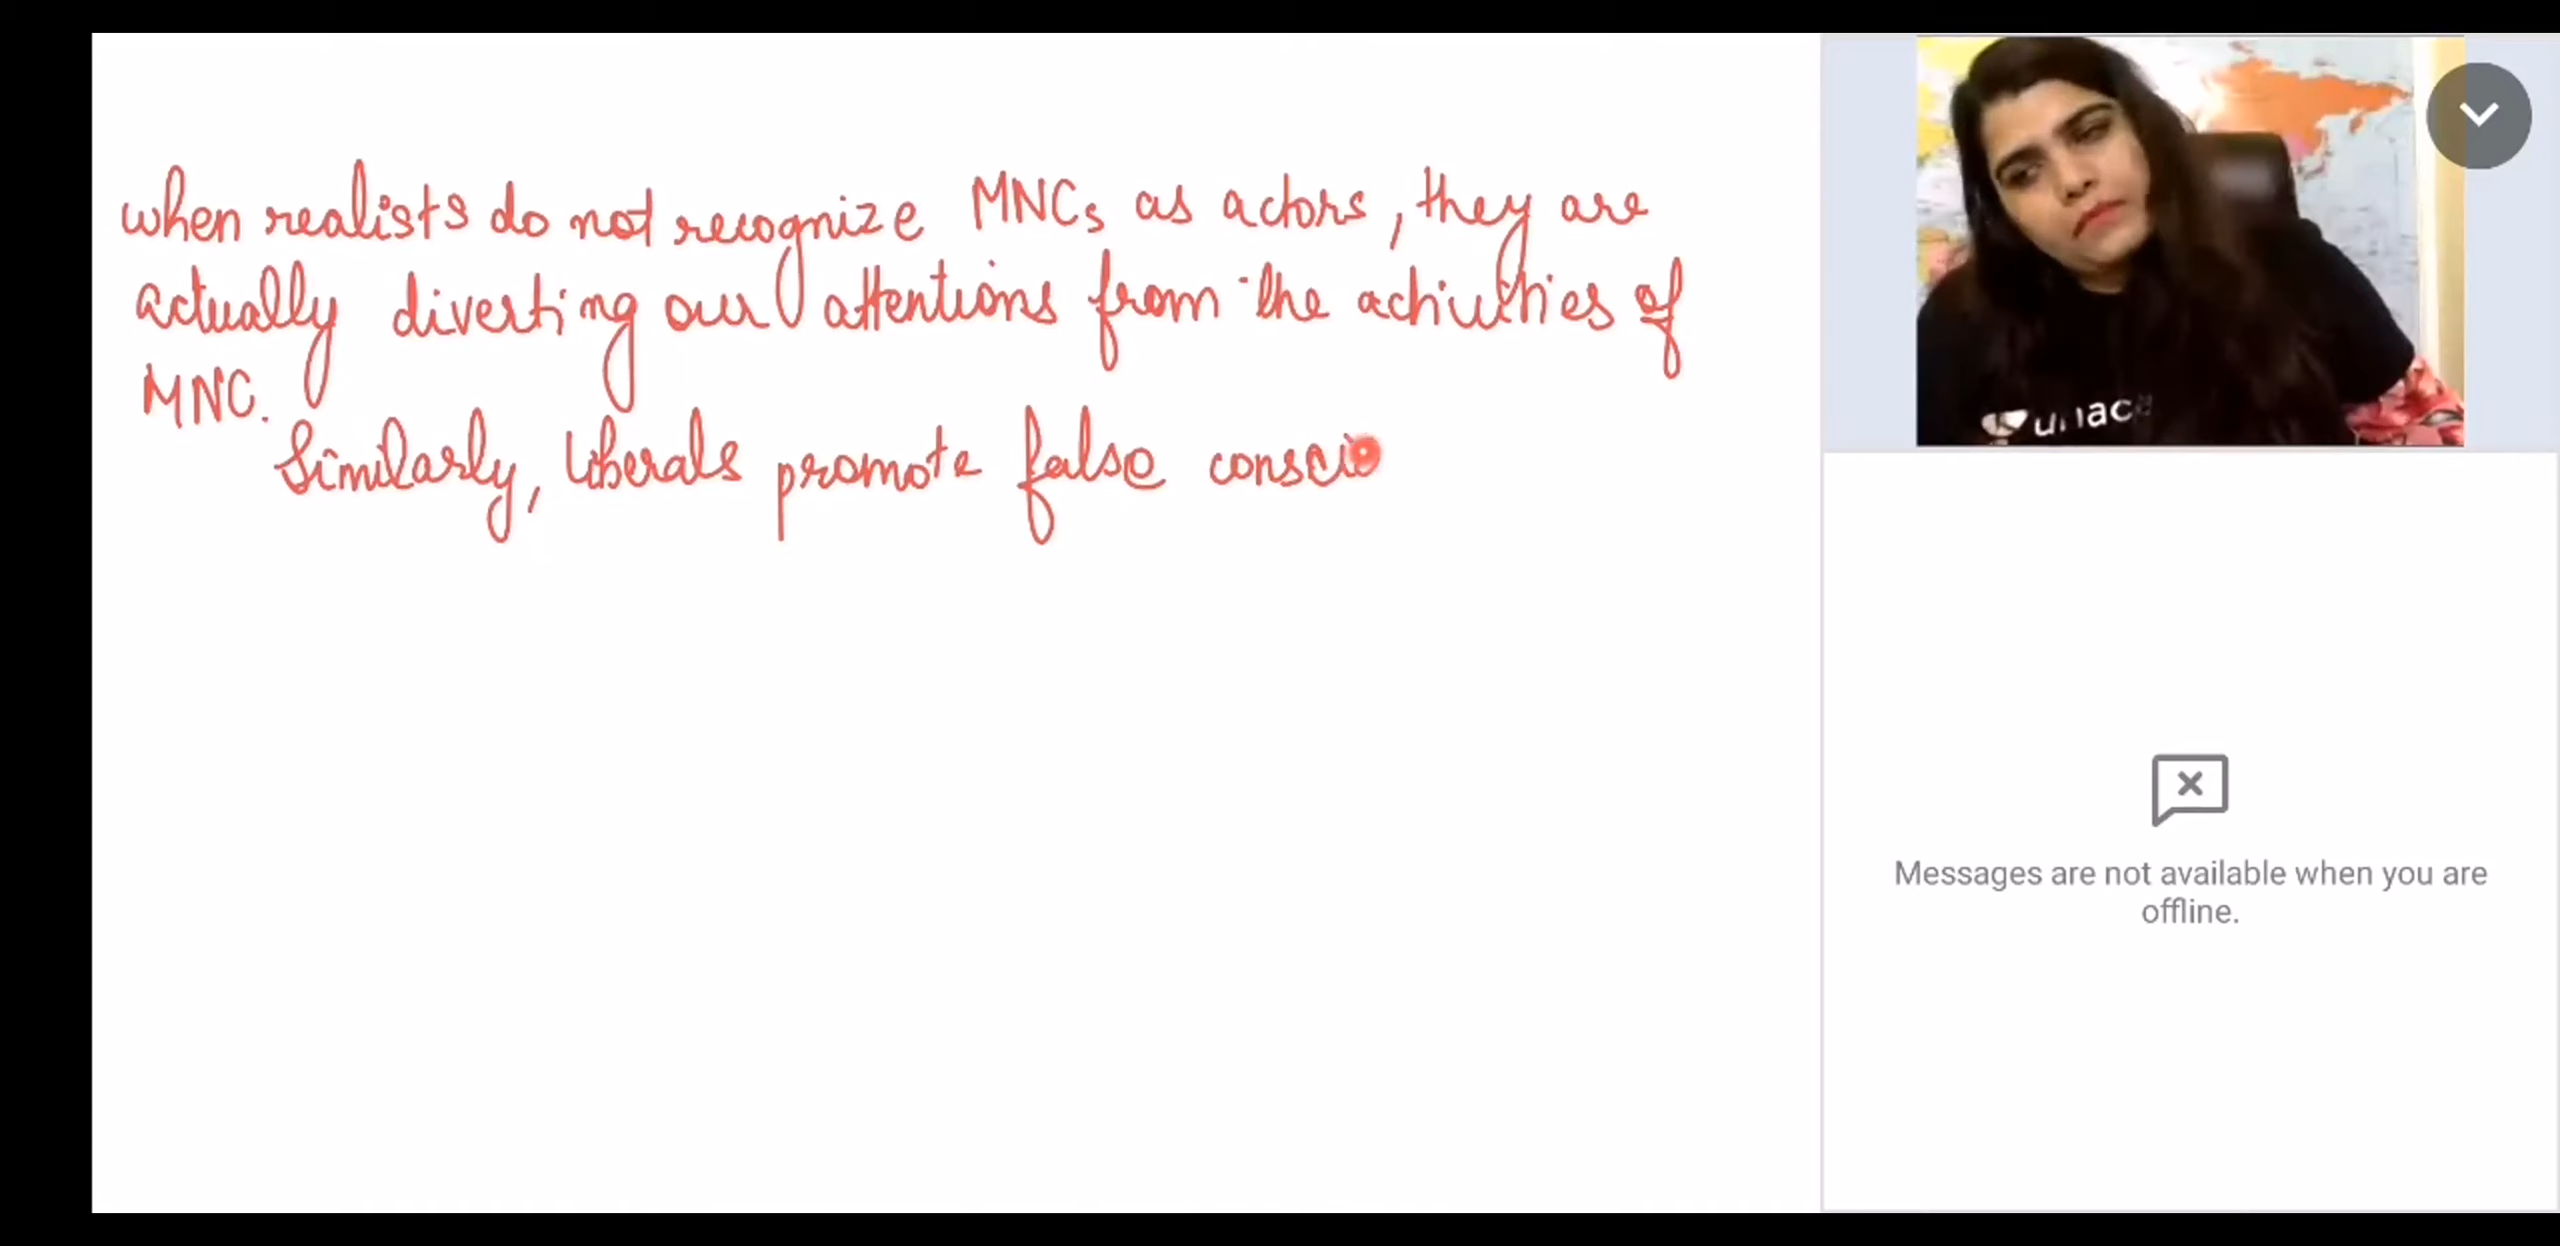 when realists do not recognize MNCs as actors, they are
actually diverting our attentions from the activities of
MNC.
Similarly, liberals promote false conscio
unac
Messages are not available when you are
offline.